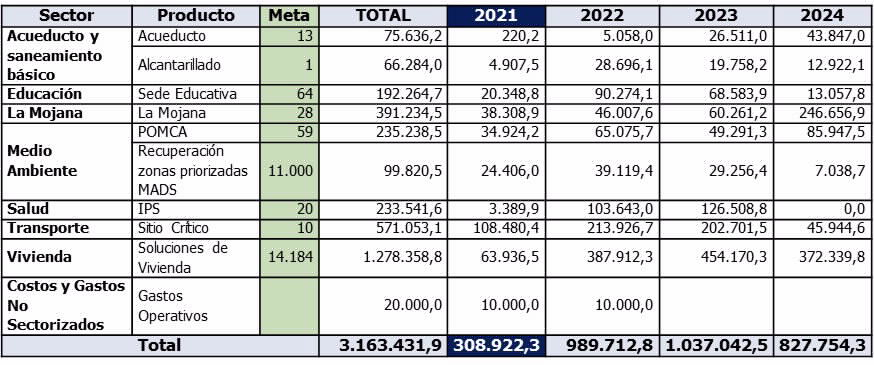 Sector Producto Meta TOTAL 2021 2022 2023 2024
Acueducto y saneamiento básico Acueducto 13 75.636,2 220,2 5.058,0 26.511,0 43.847,0
Alcantarillado 1 66.284,0 4.907,5 28.696,1 19.758,2 12.922,1
Educación Sede Educativa 64 192.264,7 20.348,8 90.274,1 68.583,9 13.057,8
La Mojana La Mojana 28 391.234,5 38.308,9 46.007,6 60.261,2 246.656,9
Medio Ambiente POMCA 59 235.238,5 34.924,2 65.075,7 49.291,3 85.947,5
Recuperación zonas priorizadas MADS 11.000 99.820,5 24.406,0 39.119,4 29.256,4 7.038,7
Salud IPS 20 233.541,6 3.389,9 103.643,0 126.508,8 0,0
Transporte Sitio Crítico 10 571.053,1 108.480,4 213.926,7 202.701,5 45.944,6
Vivienda Soluciones de Vivienda 14.184 1.278.358,8 63.936,5 387.912,3 454.170,3 372.339,8
Costos y Gastos No Sectorizados Gastos Operativos 20.000,0 10.000,0 10.000,0
Total 3.163.431,9 308.922,3 989.712,8 1.037.042,5 827.754,3